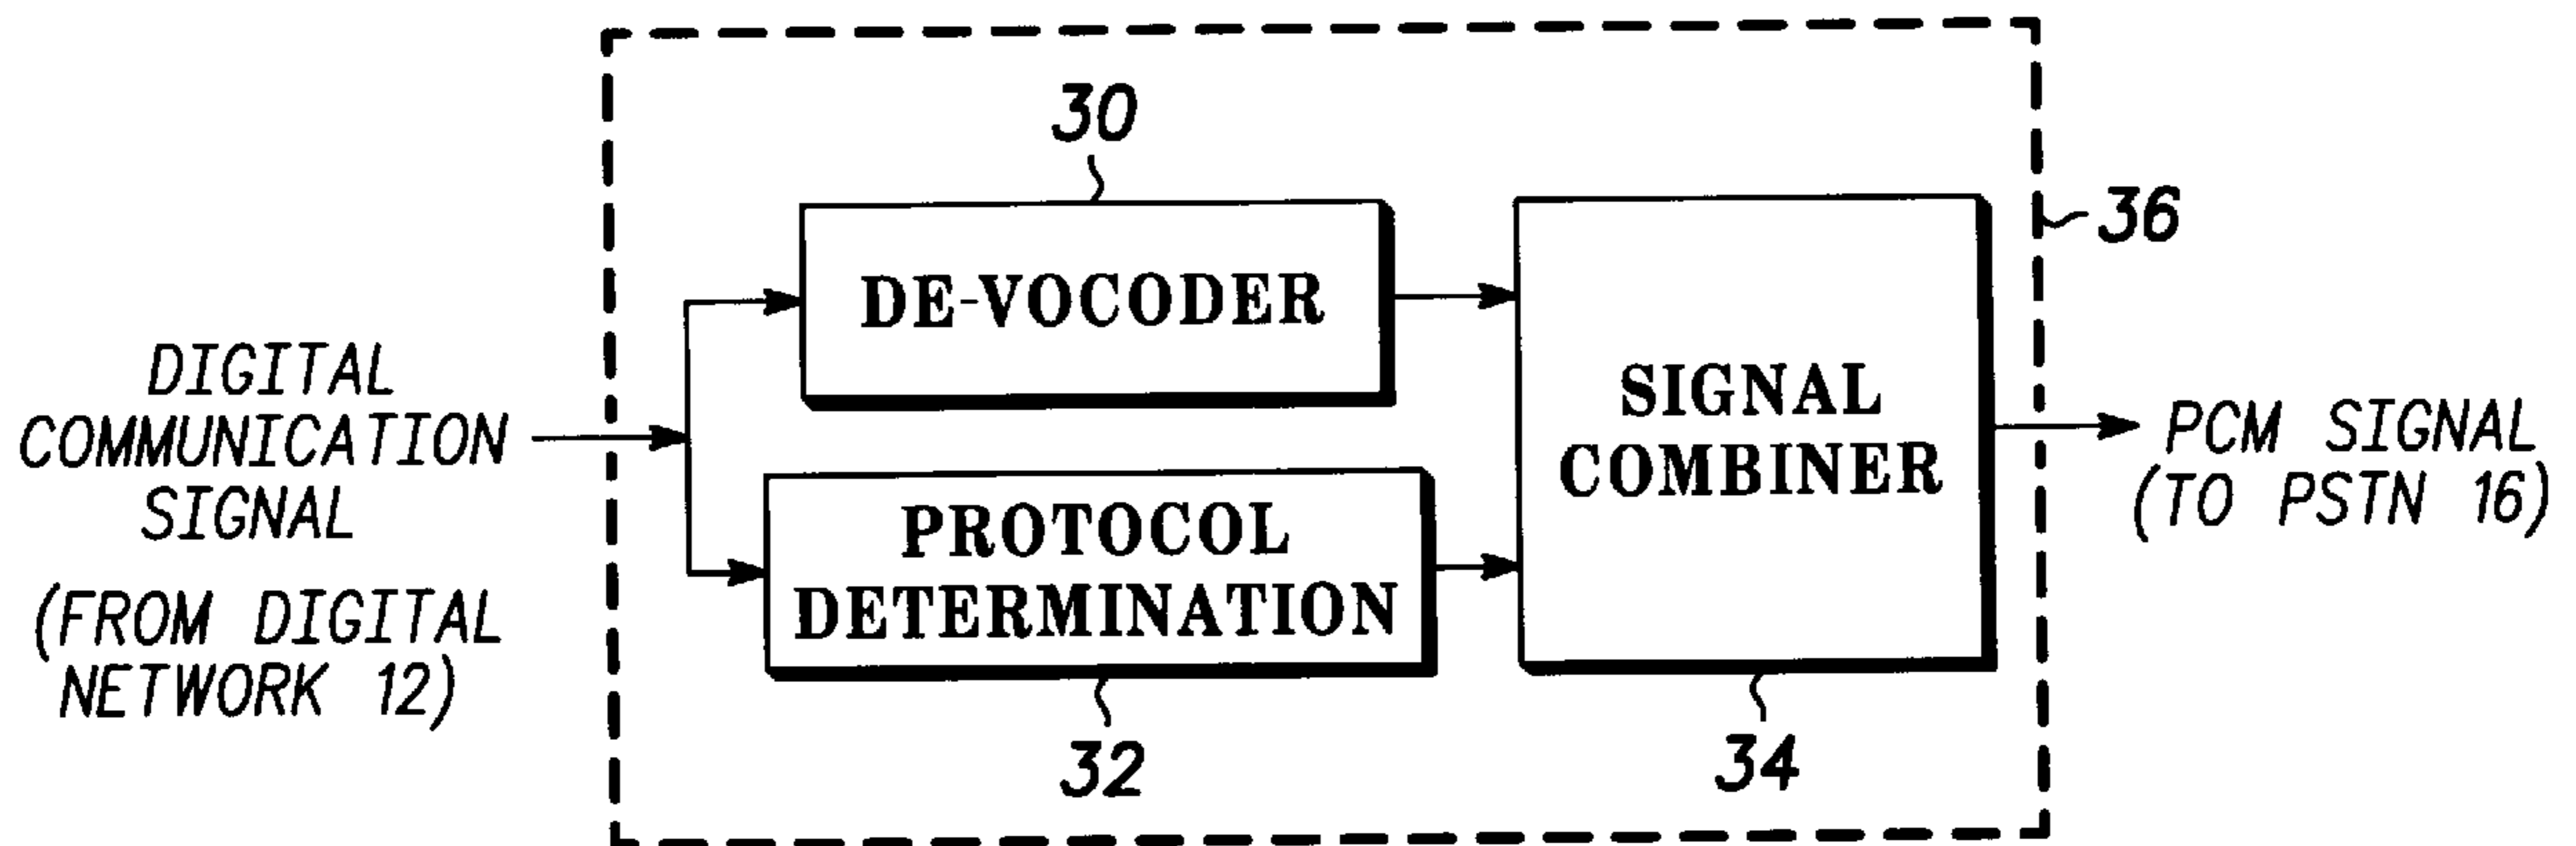 30
36
DE-VOCODER
DIGITAL
COMMUNICATION
SIGNAL
(FROM DIGITAL
NETWORK 12)
PROTOCOL
DETERMINATION
32
SIGNAL
COMBINER
34
PCM SIGNAL
(TO PSTN 16)